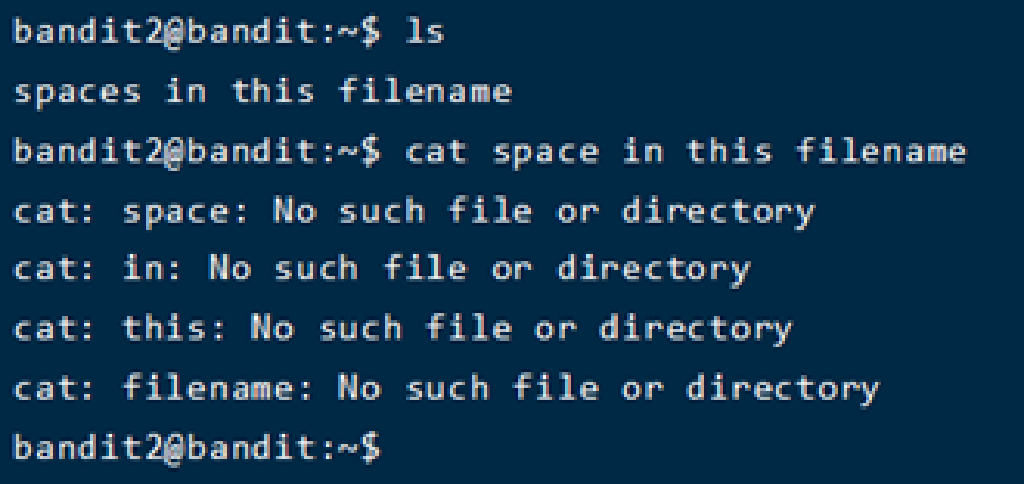 bandit2@bandit:~$ ls
spaces in this filename
bandit2@bandit:~$ cat space in this filename
cat: space: No such file or directory
cat: in: No such file or directory
cat: this: No such file or directory
cat: filename: No such file or directory
bandit2@bandit:~$